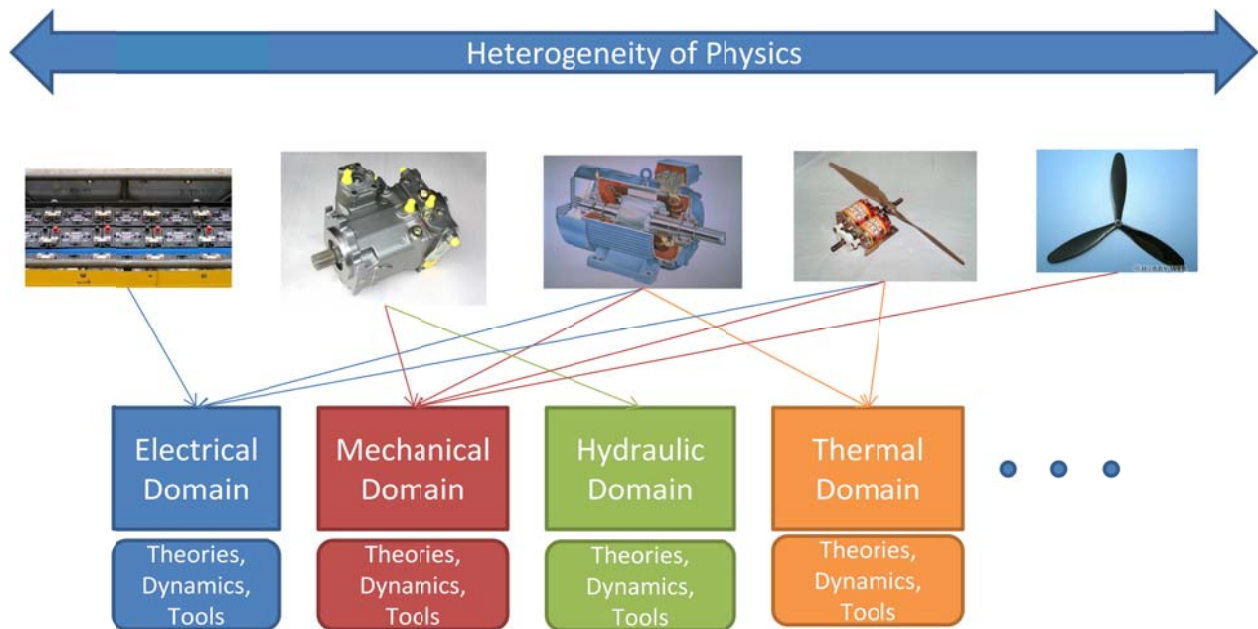 Heterogeneity of Physics
Electrical
Domain
Mechanical
Domain
Hydraulic
Domain
Thermal
Domain
Theories,
Dynamics,
Tools
Theories,
Dynamics,
Tools
Theories,
Dynamics,
Tools
Theories,
Dynamics,
Tools